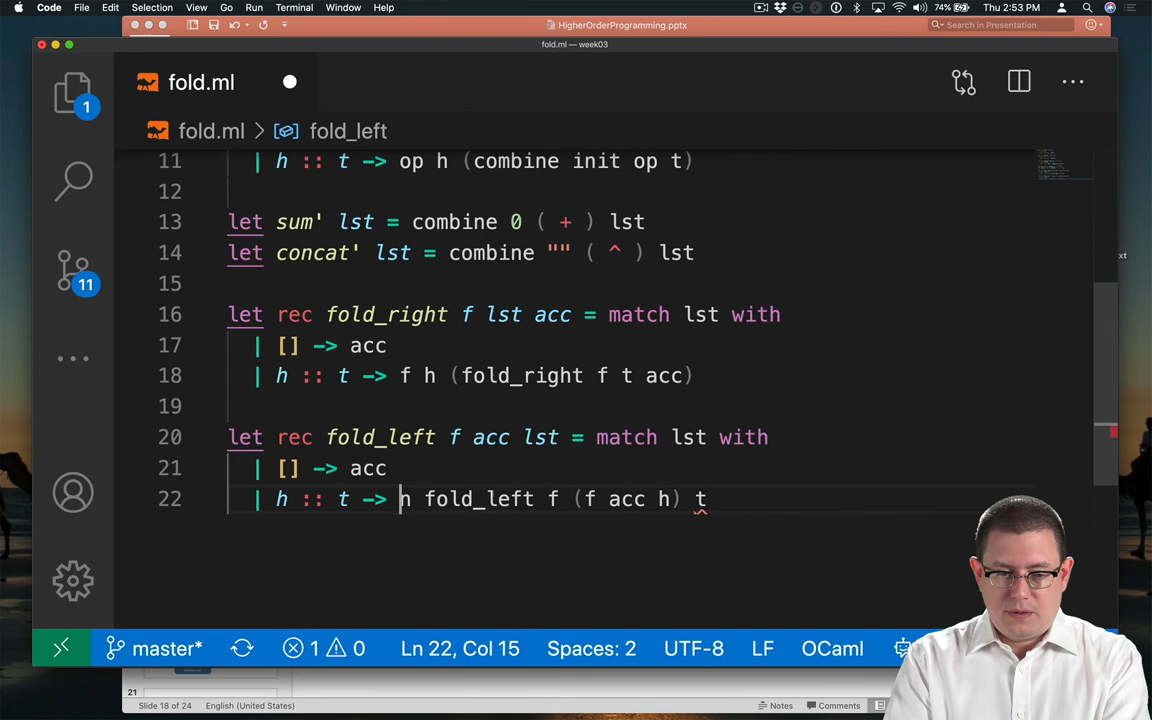 Code File Edit Selection View Go Run Terminal Window Help 74% Thu 2:53 PM
HigherOrderProgramming.pptx
Search in Presentation
fold.ml — week03
fold.ml
fold.ml > fold_left
1
11 | h :: t -> op h (combine init op t)
12
13 let sum' lst = combine 0 ( + ) lst
14 let concat' lst = combine "" ( ^ ) lst
xt
11
15
16 let rec fold_right f lst acc = match lst with
17 | [] -> acc
18 | h :: t -> f h (fold_right f t acc)
19
20 let rec fold_left f acc lst = match lst with
21 | [] -> acc
22 | h :: t -> n fold_left f (f acc h) t
master* 1 0 Ln 22, Col 15 Spaces: 2 UTF-8 LF OCaml
21
Slide 18 of 24 English (United States) Notes Comments